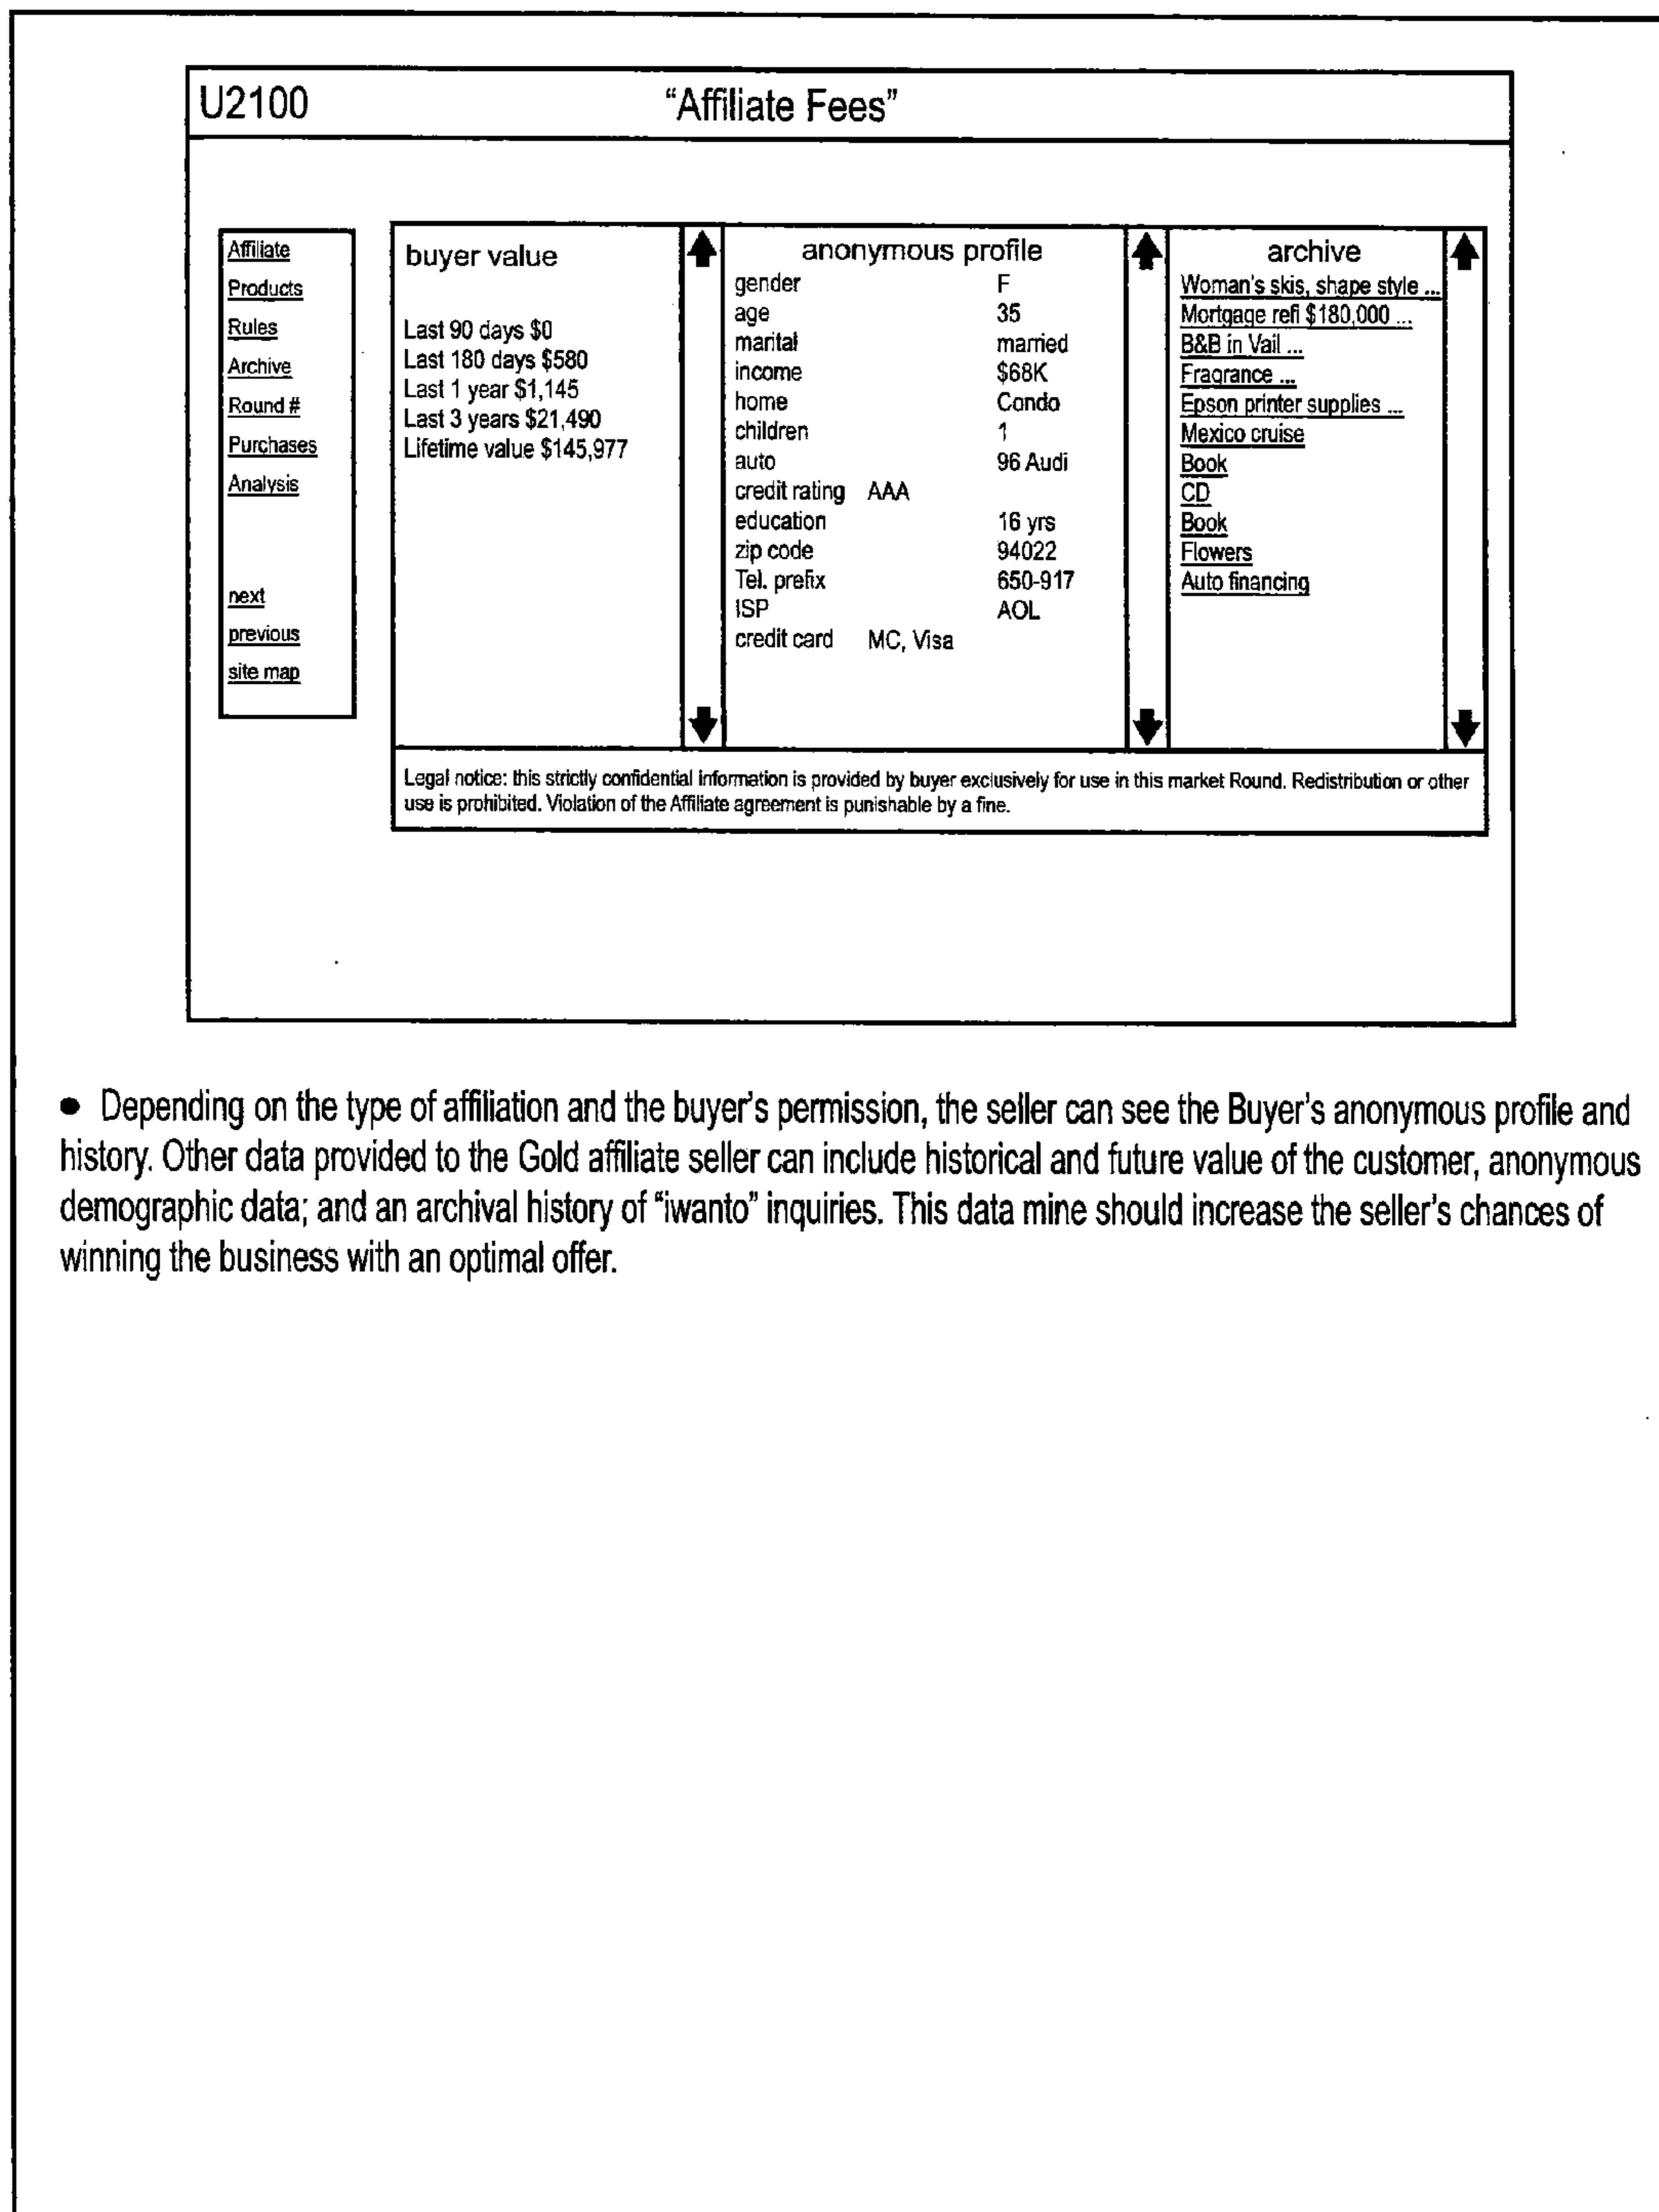 U2100 "Affiliate Fees"
Affiliate
Products
Rules
Archive
Round #
Purchases
Analysis
next
previous
site map
buyer value
Last 90 days $0
Last 180 days $580
Last 1 year $1,145
Last 3 years $21,490
Lifetime value $145,977
anonymous profile
gender F
age 35
marital married
income $68K
home Condo
children 1
auto 96 Audi
credit rating AAA
education 16 yrs
zip code 94022
Tel. prefix 650-917
ISP AOL
credit card MC, Visa
archive
Woman's skis, shape style ...
Mortgage refi $180,000 ...
B&B in Vail ...
Fragrance ...
Epson printer supplies ...
Mexico cruise
Book
CD
Book
Flowers
Auto financing
Legal notice: this strictly confidential information is provided by buyer exclusively for use in this market Round. Redistribution or other
use is prohibited. Violation of the Affiliate agreement is punishable by a fine.
● Depending on the type of affiliation and the buyer's permission, the seller can see the Buyer's anonymous profile and
history. Other data provided to the Gold affiliate seller can include historical and future value of the customer, anonymous
demographic data; and an archival history of "iwanto" inquiries. This data mine should increase the seller's chances of
winning the business with an optimal offer.